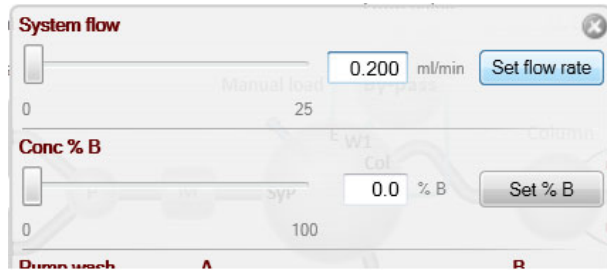 System flow
0.200 ml/min Set flow rate
Manual load By-pass
0 25
Column
E W1
Conc % B
Col
P M SyP
0.0 % B Set % B
0 100
Pump wash A B